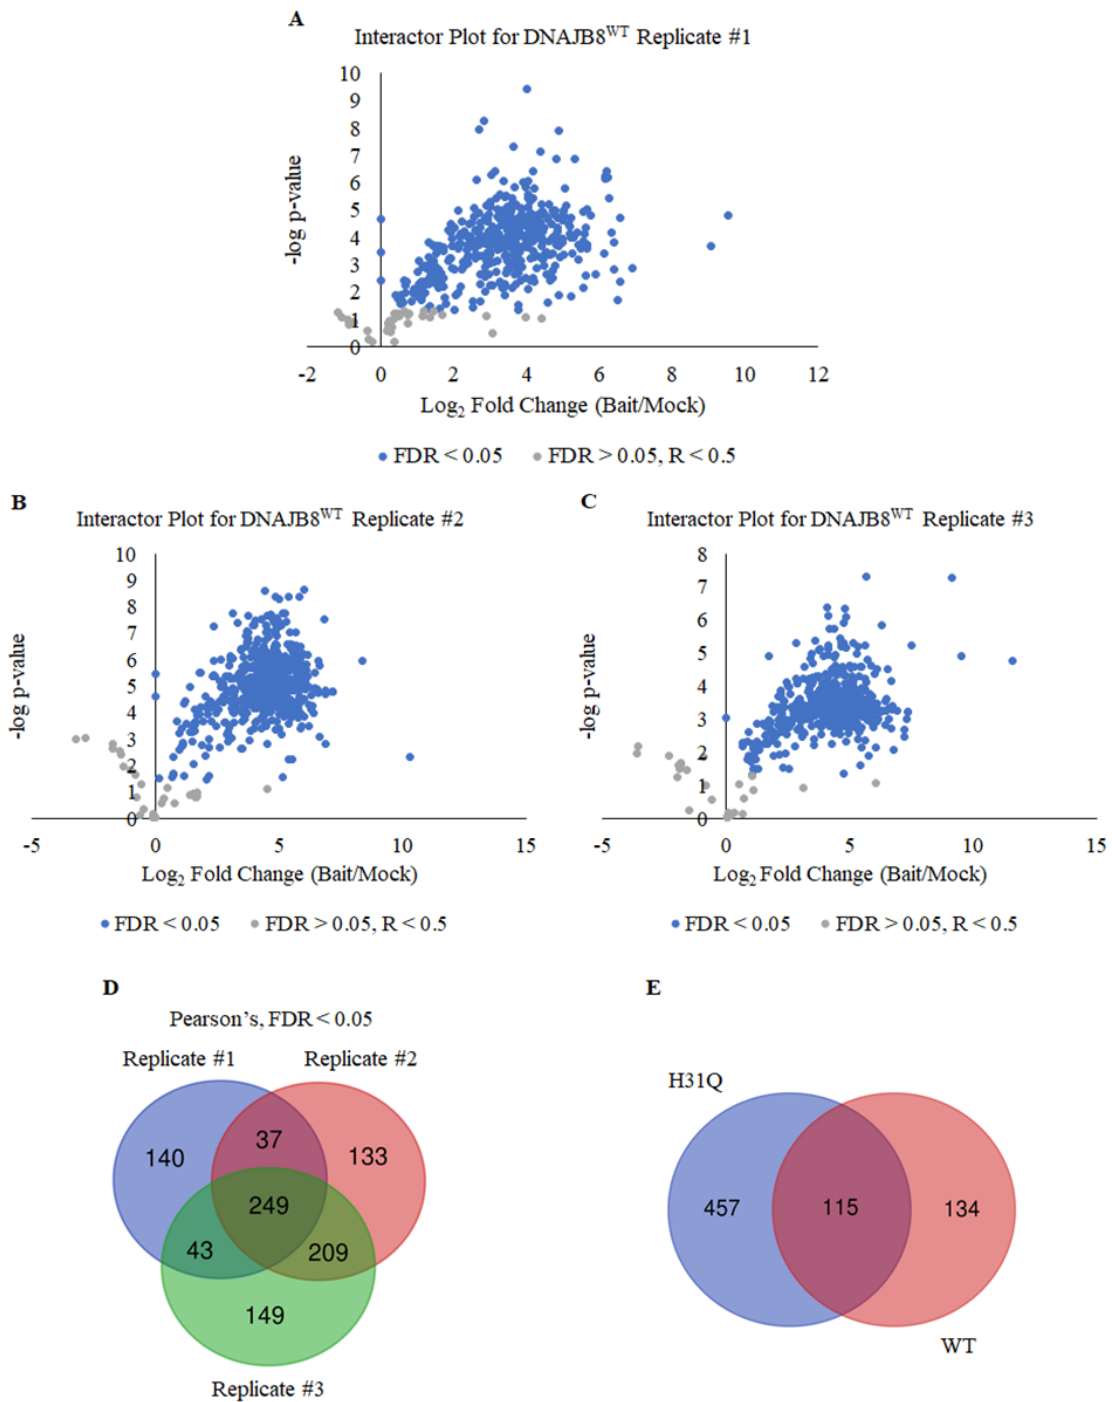 A
Interactor Plot for DNAJB8WT Replicate #1
10
9
8
7
6
5
4
3
2
1
0
-log p-value
-2 0 2 4 6 8 10 12
Log2 Fold Change (Bait/Mock)
FDR < 0.05 FDR > 0.05, R < 0.5
B
Interactor Plot for DNAJB8WT Replicate #2
10
9
8
7
6
5
4
3
2
1
0
-log p-value
-5 0 5 10 15
Log2 Fold Change (Bait/Mock)
FDR < 0.05 FDR > 0.05, R < 0.5
C
Interactor Plot for DNAJB8WT Replicate #3
8
7
6
5
4
3
2
1
0
-log p-value
-5 0 5 10 15
Log2 Fold Change (Bait/Mock)
FDR < 0.05 FDR > 0.05, R < 0.5
D
Pearson's, FDR < 0.05
Replicate #1 Replicate #2
140 37 133
249
43 209
149
Replicate #3
E
H31Q
457 115 134
WT